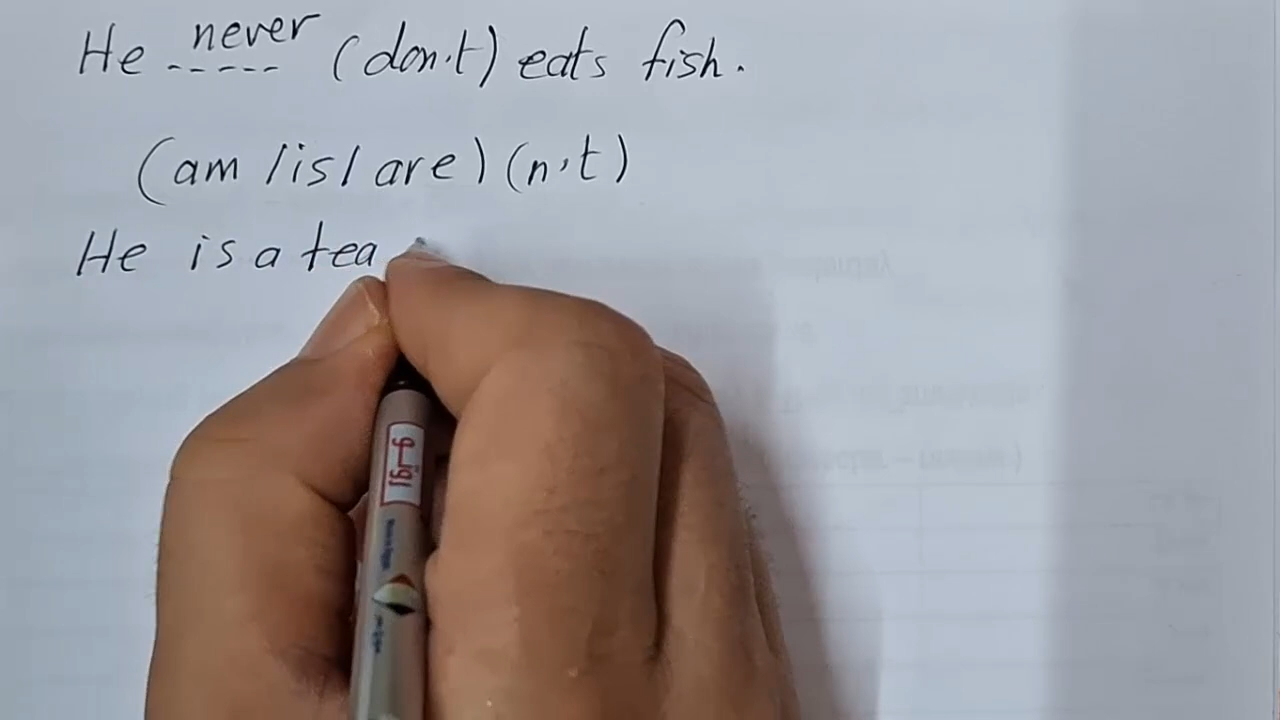 He never (don't) eats fish.
(am / is / are) (n't)
He is a tea